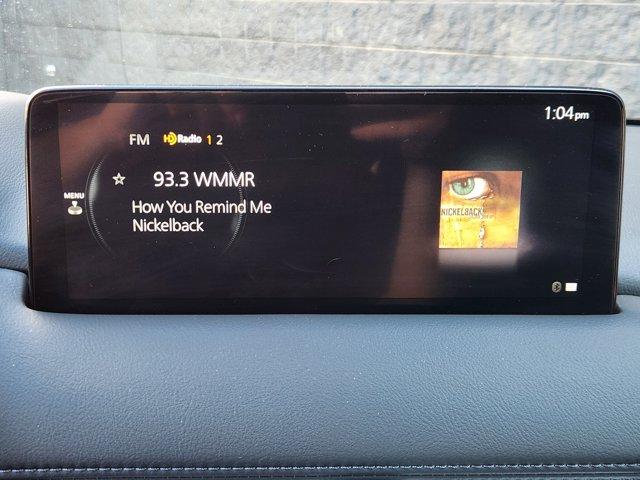 1:04pm
FM HD Radio 1 2
93.3 WMMR
MENU
How You Remind Me
Nickelback
NICKELBACK